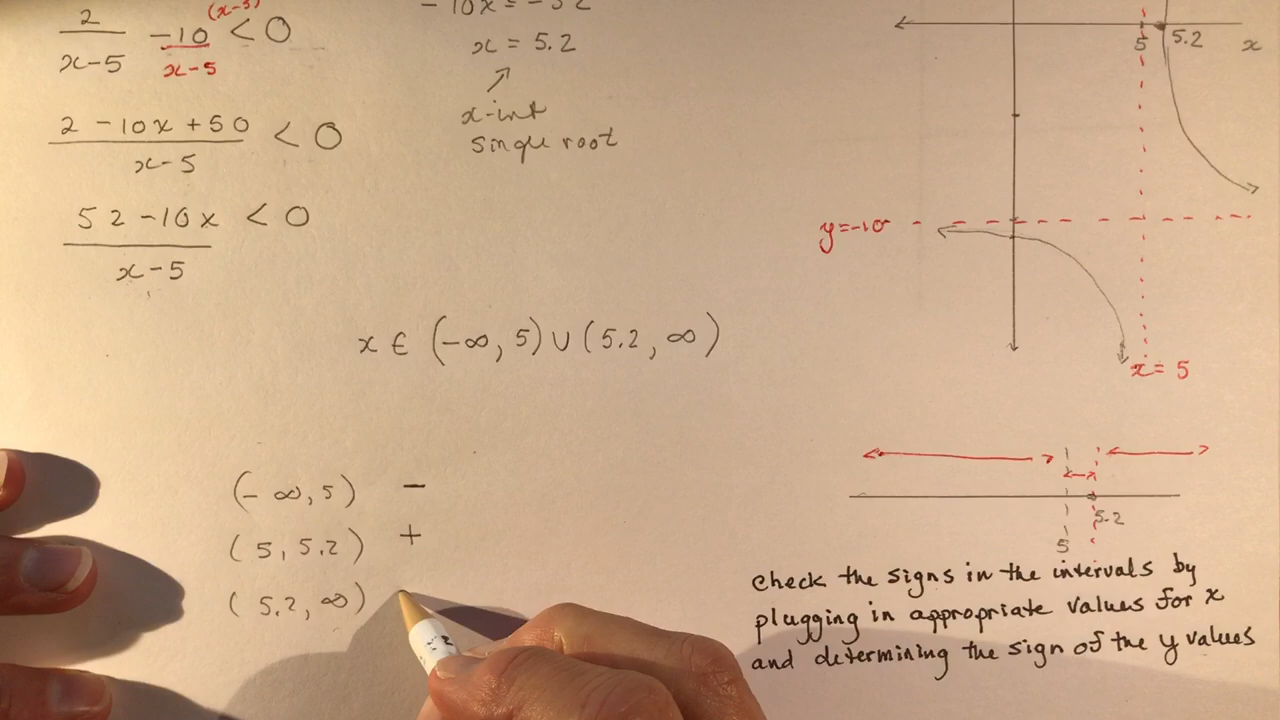 (x-5)
2/(x-5) -10/(x-5) < 0
(2 - 10x + 50)/(x-5) < 0
(52 - 10x)/(x-5) < 0
- 10x = -52
x = 5.2
x-int
single root
x ∈ (-∞, 5) ∪ (5.2, ∞)
(- ∞, 5) -
(5, 5.2) +
(5.2, ∞)
5 5.2 x
y=-10
x = 5
5.2
5
check the signs in the intervals by
plugging in appropriate values for x
and determining the sign of the y values